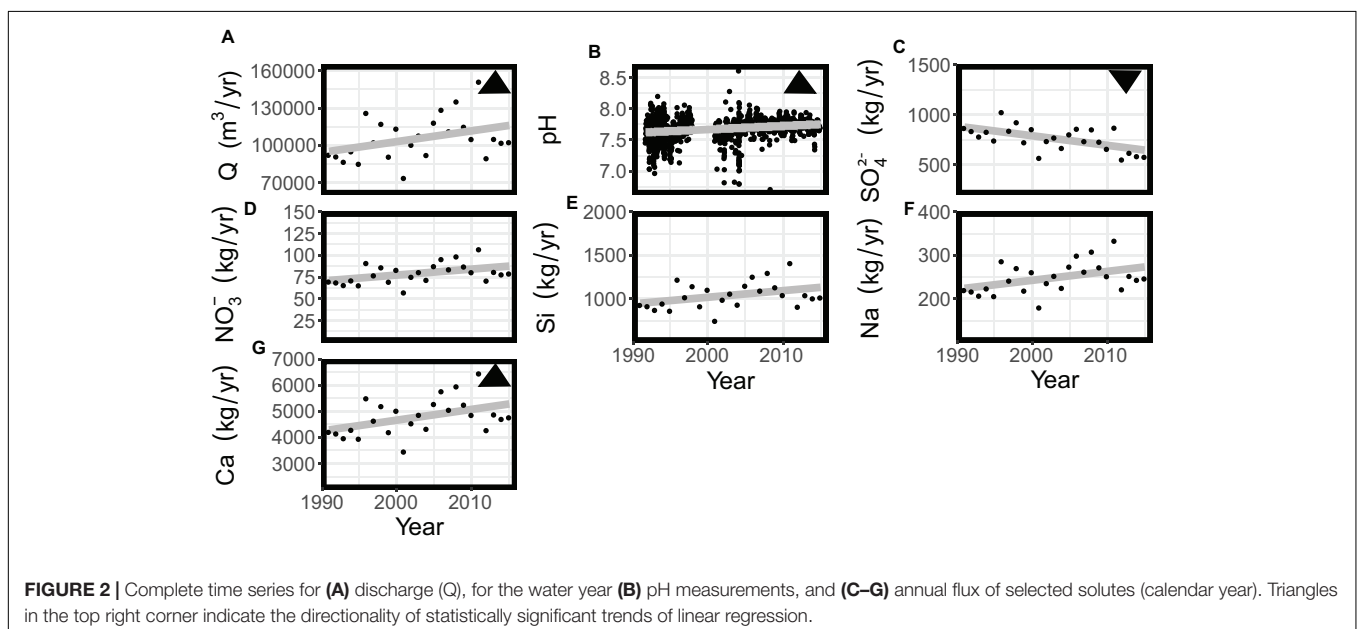 A
B
C
160000
130000
100000
70000
Q (m³/yr)
8.5
8.0
7.5
7.0
pH
1500
1000
500
SO₄²⁻ (kg/yr)
D
E
F
150
125
100
75
50
25
NO₃⁻ (kg/yr)
2000
1500
1000
Si (kg/yr)
1990 2000 2010
Year
400
300
200
Na (kg/yr)
1990 2000 2010
Year
G
7000
6000
5000
4000
3000
Ca (kg/yr)
1990 2000 2010
Year
FIGURE 2 | Complete time series for (A) discharge (Q), for the water year (B) pH measurements, and (C–G) annual flux of selected solutes (calendar year). Triangles
in the top right corner indicate the directionality of statistically significant trends of linear regression.